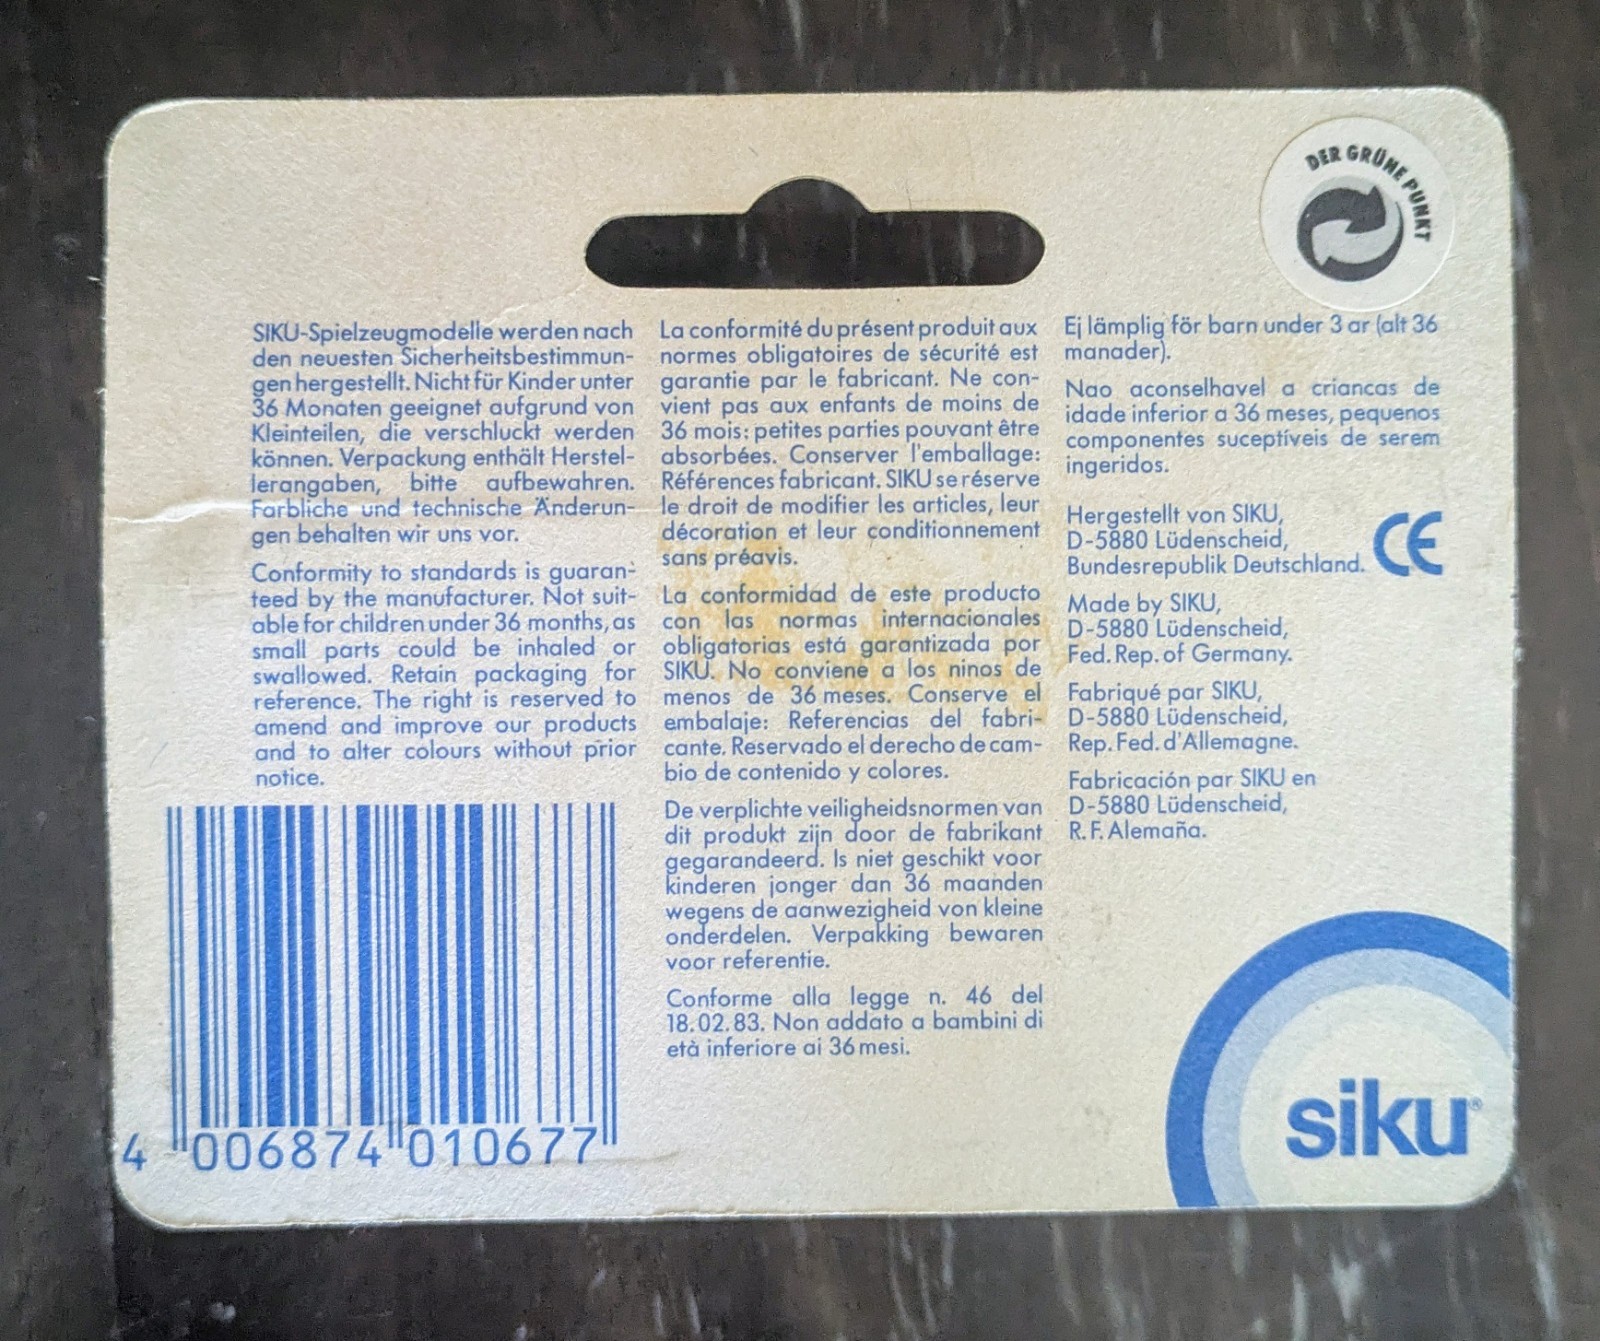 DER GRÜNE PUNKT
SIKU-Spielzeugmodelle werden nach
den neuesten Sicherheitsbestimmun-
gen hergestellt. Nicht für Kinder unter
36 Monaten geeignet aufgrund von
Kleinteilen, die verschluckt werden
können. Verpackung enthält Herstel-
lerangaben, bitte aufbewahren.
Farbliche und technische Änderun-
gen behalten wir uns vor.
Conformity to standards is guaran-
teed by the manufacturer. Not suit-
able for children under 36 months, as
small parts could be inhaled or
swallowed. Retain packaging for
reference. The right is reserved to
amend and improve our products
and to alter colours without prior
notice.
4 006874 010677
La conformité du présent produit aux
normes obligatoires de sécurité est
garantie par le fabricant. Ne con-
vient pas aux enfants de moins de
36 mois: petites parties pouvant être
absorbées. Conserver l'emballage:
Références fabricant. SIKU se réserve
le droit de modifier les articles, leur
décoration et leur conditionnement
sans préavis.
La conformidad de este producto
con las normas internacionales
obligatorias está garantizada por
SIKU. No conviene a los ninos de
menos de 36 meses. Conserve el
embalaje: Referencias del fabri-
cante. Reservado el derecho de cam-
bio de contenido y colores.
De verplichte veiligheidsnormen van
dit produkt zijn door de fabrikant
gegarandeerd. Is niet geschikt voor
kinderen jonger dan 36 maanden
wegens de aanwezigheid von kleine
onderdelen. Verpakking bewaren
voor referentie.
Conforme alla legge n. 46 del
18.02.83. Non addato a bambini di
età inferiore ai 36 mesi.
Ej lämplig för barn under 3 ar (alt 36
manader).
Nao aconselhavel a criancas de
idade inferior a 36 meses, pequenos
componentes suceptíveis de serem
ingeridos.
Hergestellt von SIKU,
D-5880 Lüdenscheid,
Bundesrepublik Deutschland.
CE
Made by SIKU,
D-5880 Lüdenscheid,
Fed. Rep. of Germany.
Fabriqué par SIKU,
D-5880 Lüdenscheid,
Rep. Fed. d'Allemagne.
Fabricación par SIKU en
D-5880 Lüdenscheid,
R. F. Alemaña.
siku®